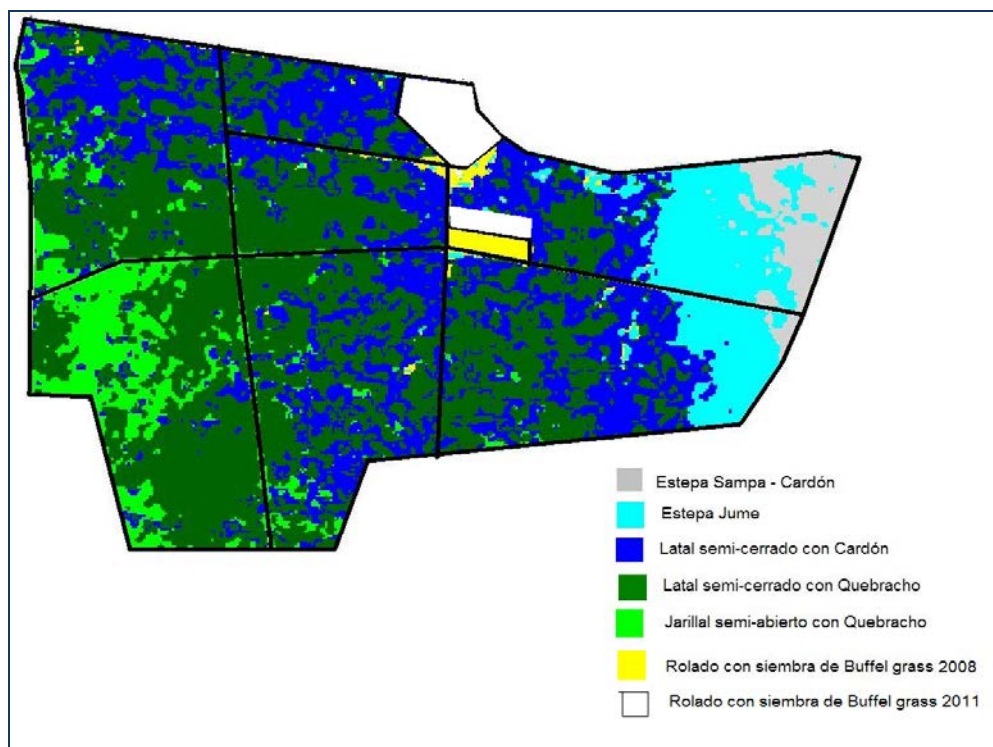 Estepa Sampa - Cardón
Estepa Jume
Latal semi-cerrado con Cardón
Latal semi-cerrado con Quebracho
Jarillal semi-abierto con Quebracho
Rolado con siembra de Buffel grass 2008
Rolado con siembra de Buffel grass 2011